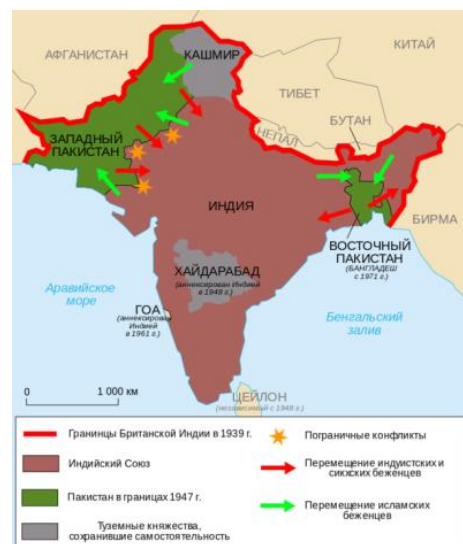 АФГАНИСТАН
КИТАЙ
КАШМИР
ТИБЕТ
ЗАПАДНЫЙ
ПАКИСТАН
НЕПАЛ
БУТАН
ИНДИЯ
БИРМА
ВОСТОЧНЫЙ
ПАКИСТАН
(БАНГЛАДЕШ
с 1971 г.)
ХАЙДАРАБАД
(аннексирован Индией
в 1948 г.)
Аравийское
море
ГОА
(аннексирован
Индией
в 1961 г.)
Бенгальский
залив
0
1 000 км
ЦЕЙЛОН
(независимый с 1948 г.)
Границы Британской Индии в 1939 г.
Индийский Союз
Пакистан в границах 1947 г.
Туземные княжества,
сохранившие самостоятельность
Пограничные конфликты
Перемещение индуистских и
сикхских беженцев
Перемещение исламских
беженцев